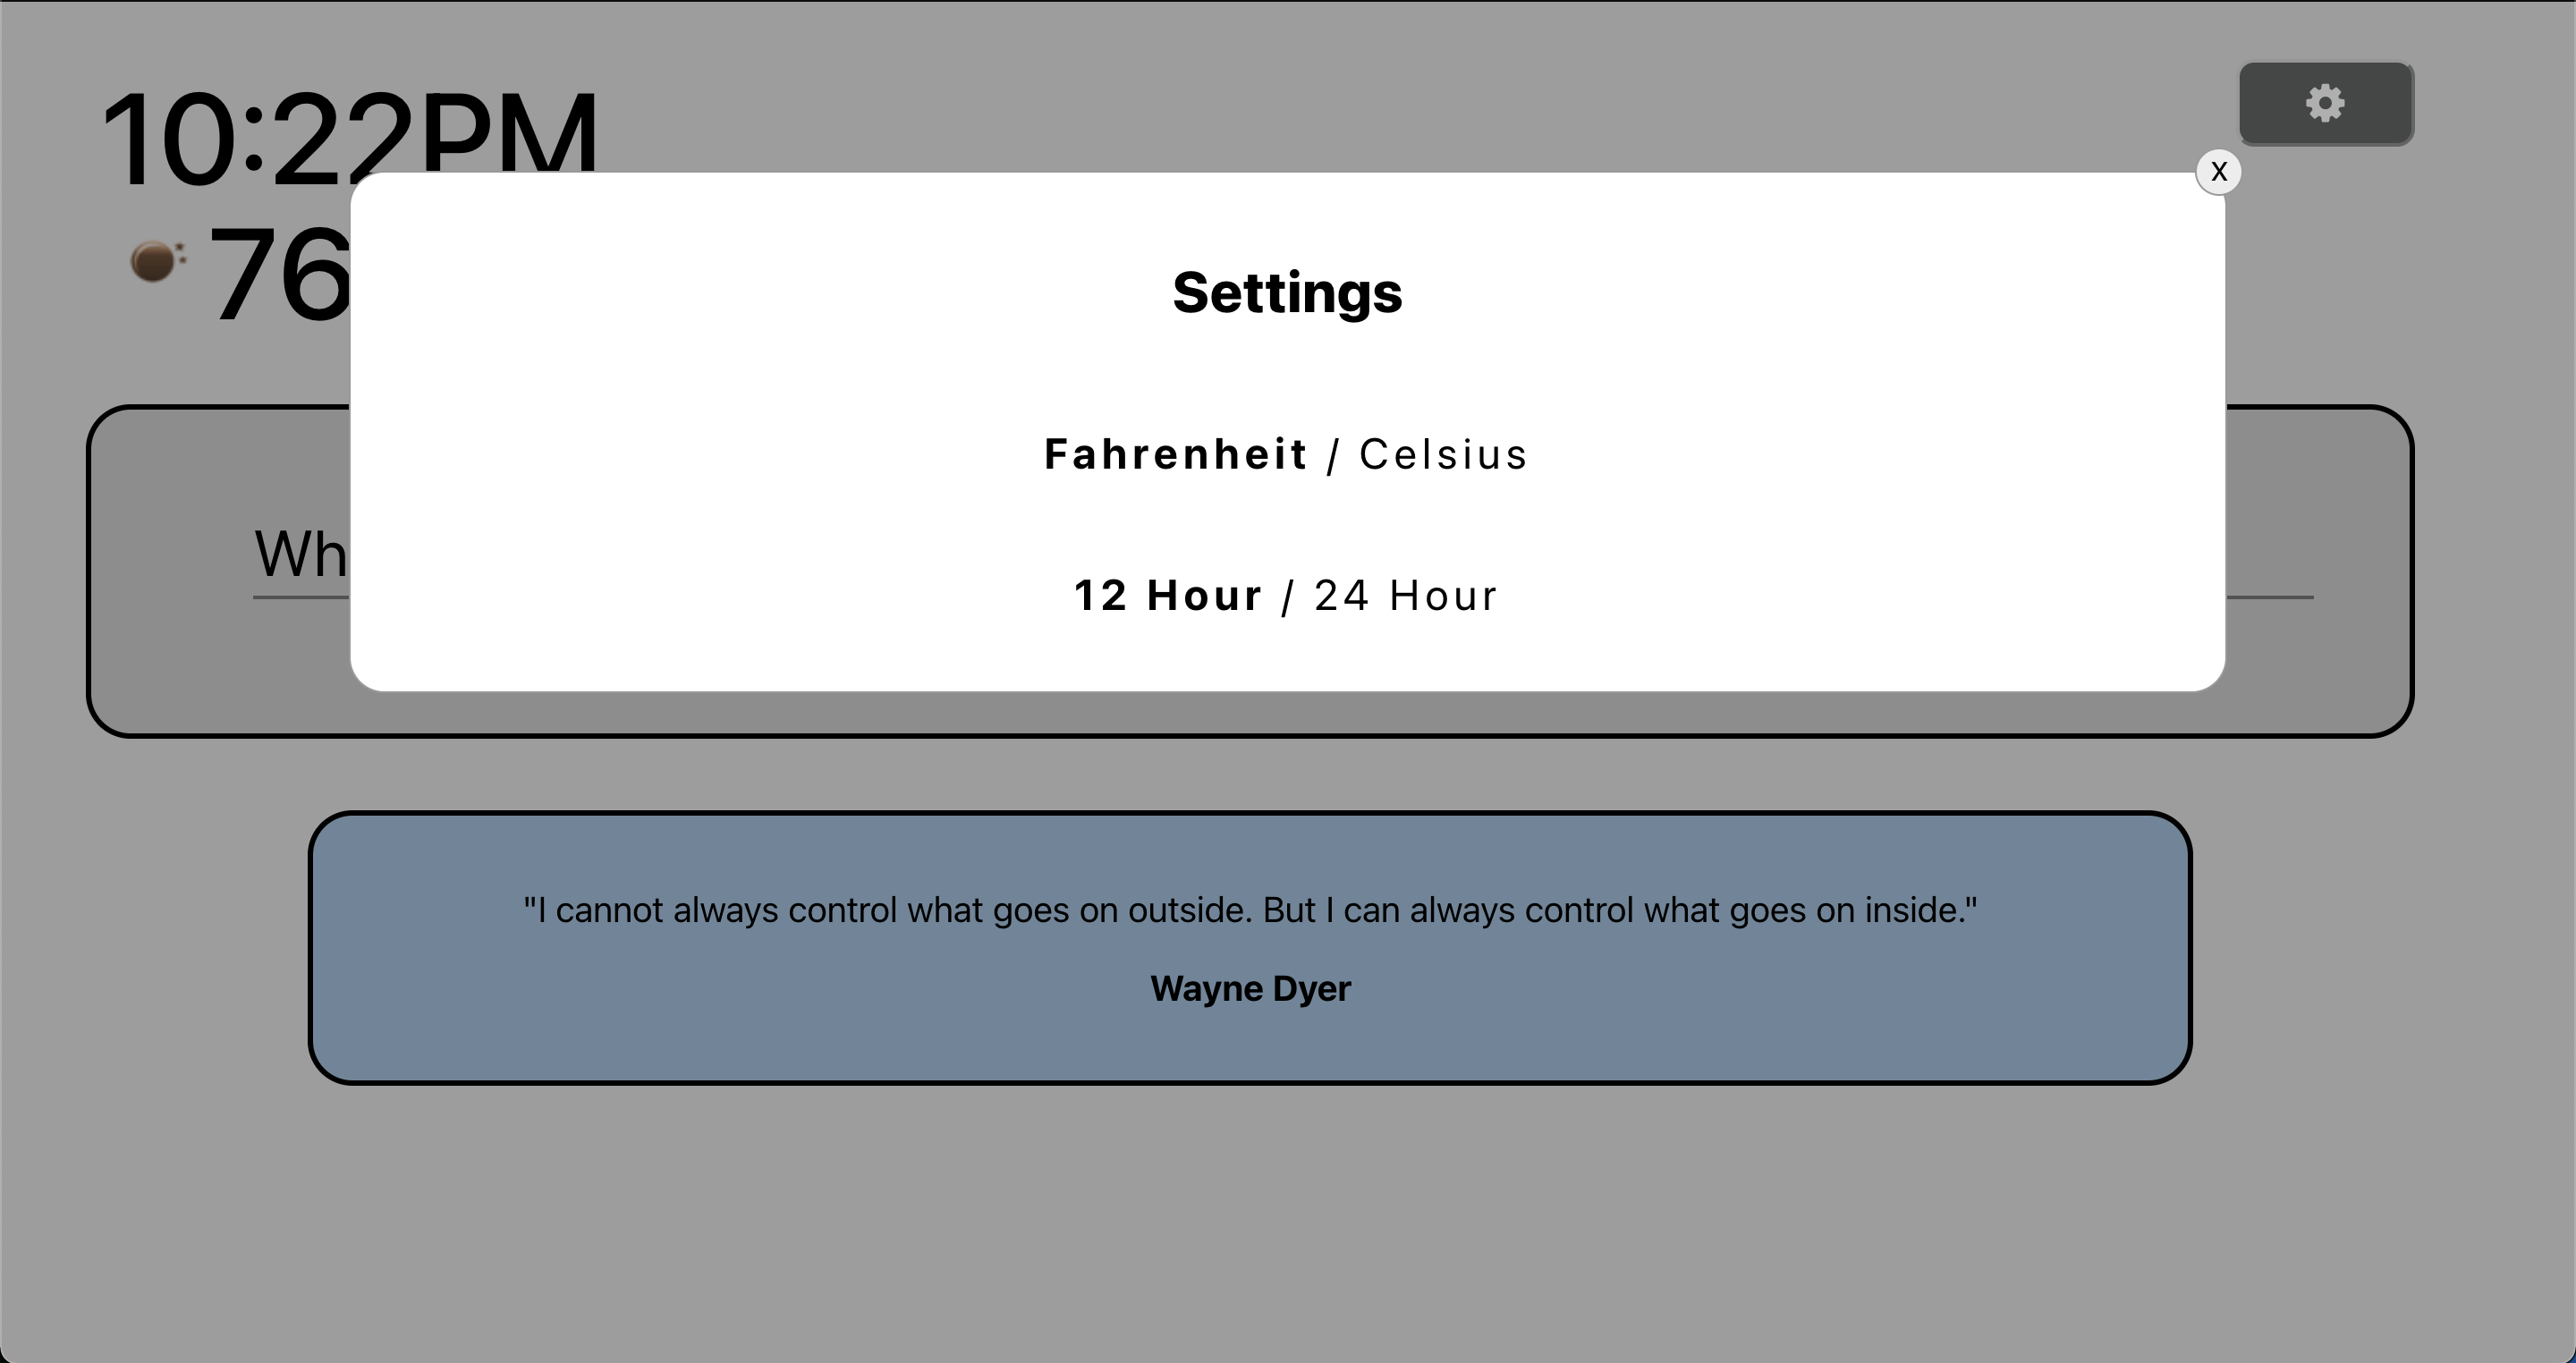 10:22PM
76
Settings
X
Fahrenheit / Celsius
12 Hour / 24 Hour
"I cannot always control what goes on outside. But I can always control what goes on inside."
Wayne Dyer